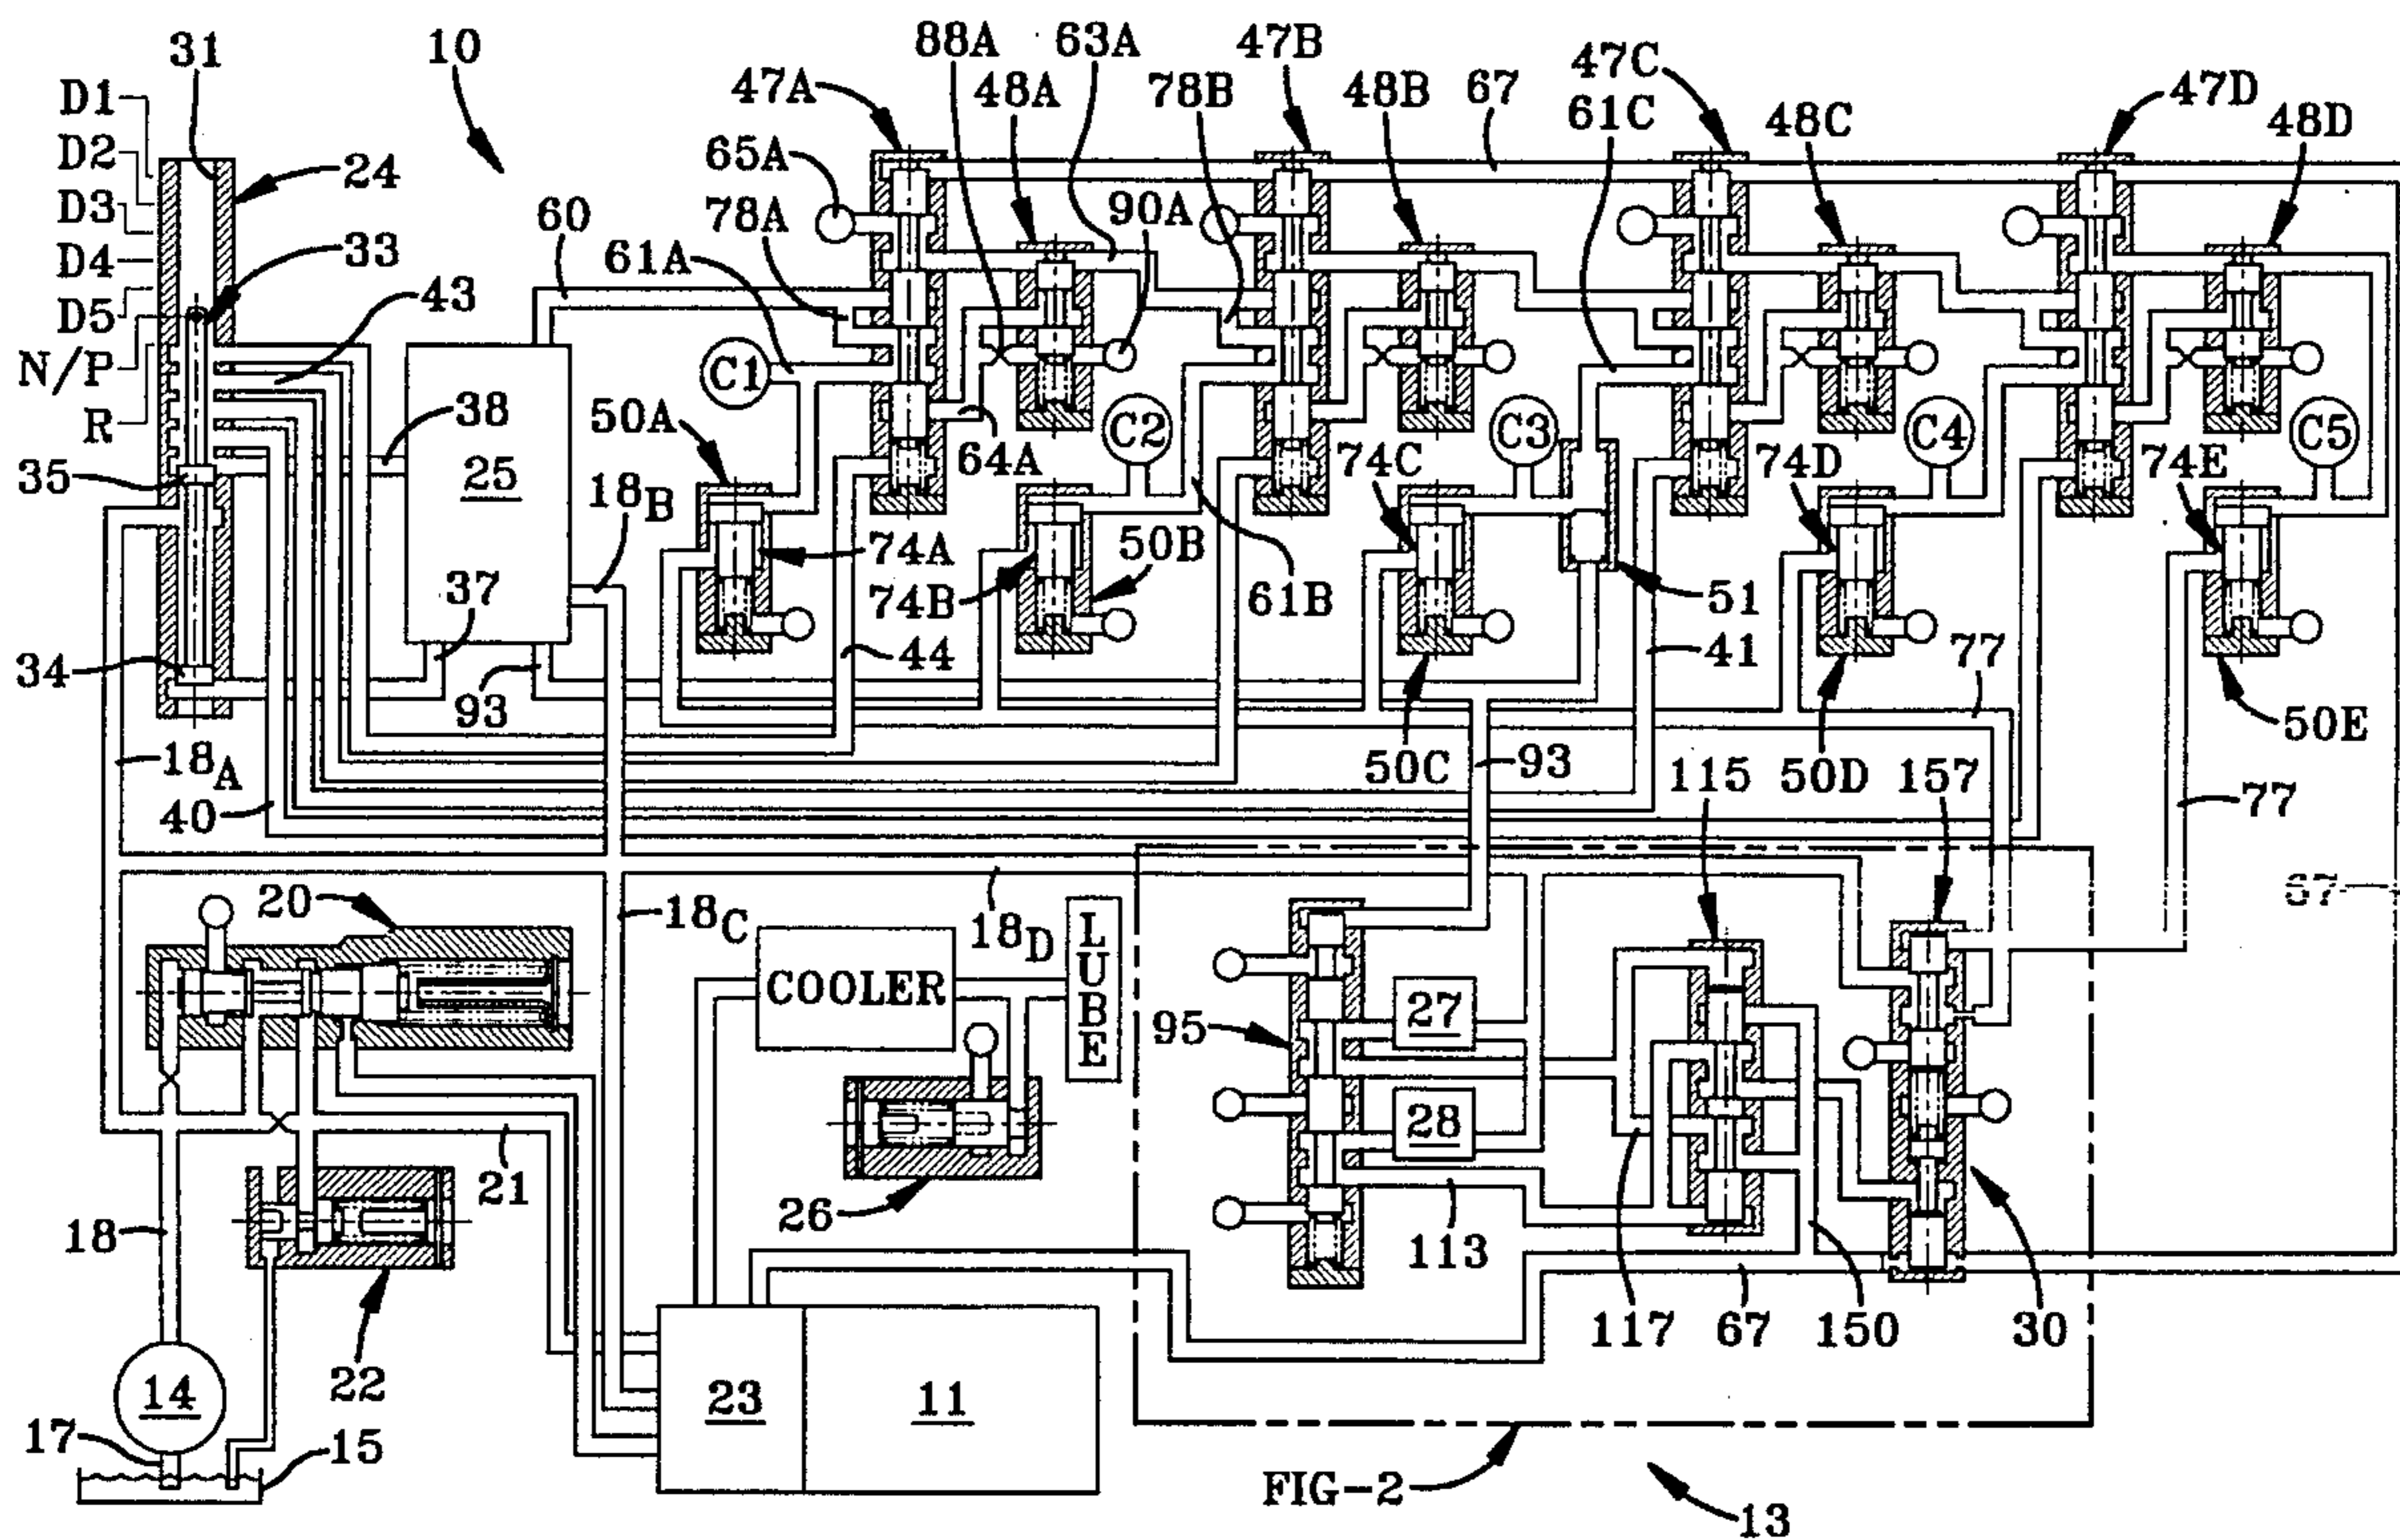 31
10
88A
63A
47B
47C
D1
47A
48A
78B
48B
67
61C
47D
D2
65A
48C
48D
24
D3
60
78A
90A
D4
33
61A
D5
43
N/P
C1
R
38
50A
C2
C3
C4
C5
35
25
18B
64A
74C
74D
74E
74A
50B
37
74B
61B
51
34
44
41
77
93
50E
18A
50C
93
115
50D
157
40
77
20
18C
18D
LUBE
67
COOLER
27
95
28
21
26
18
113
22
117
67
150
30
14
23
11
17
15
FIG-2
13